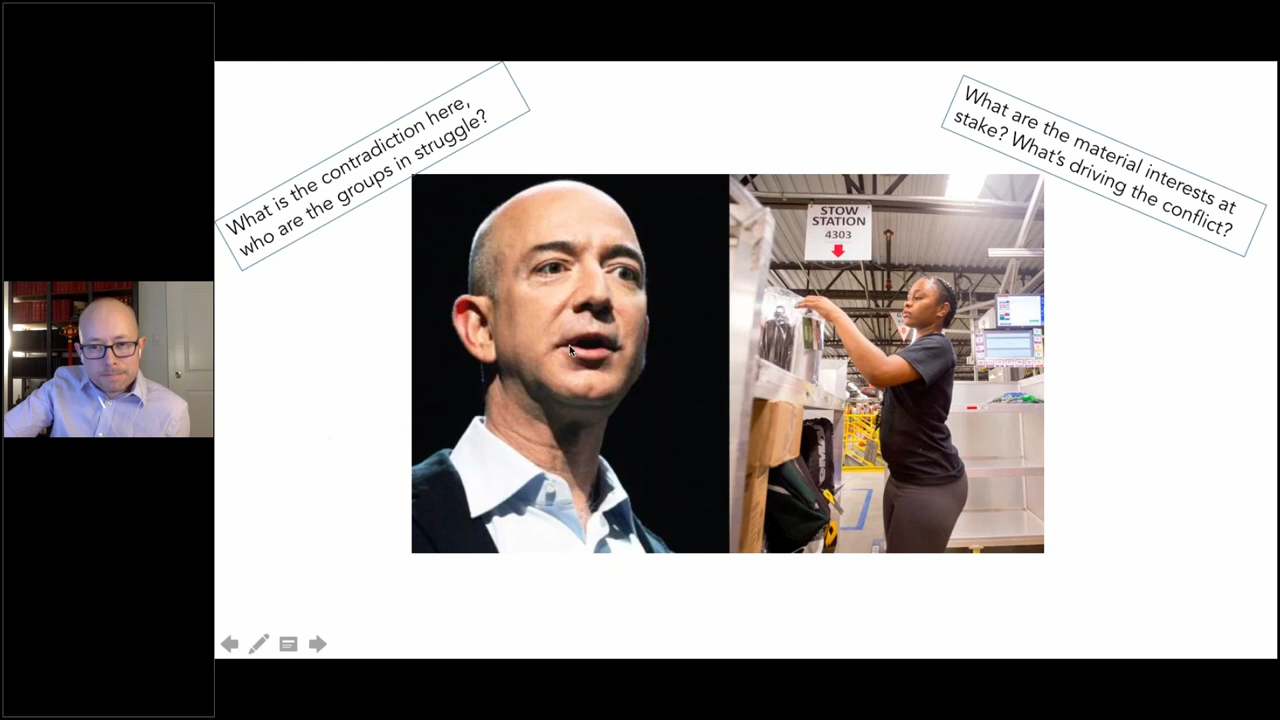 What is the contradiction here,
who are the groups in struggle?
What are the material interests at
stake? What's driving the conflict?
STOW
STATION
4303